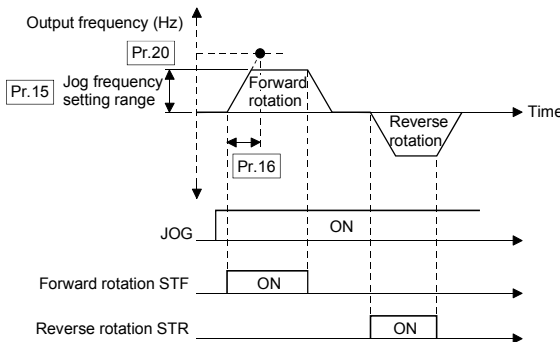 Output frequency (Hz)
Pr.20
Pr.15
Jog frequency
setting range
Forward
rotation
Time
Reverse
rotation
Pr.16
JOG
ON
Forward rotation STF
ON
Reverse rotation STR
ON